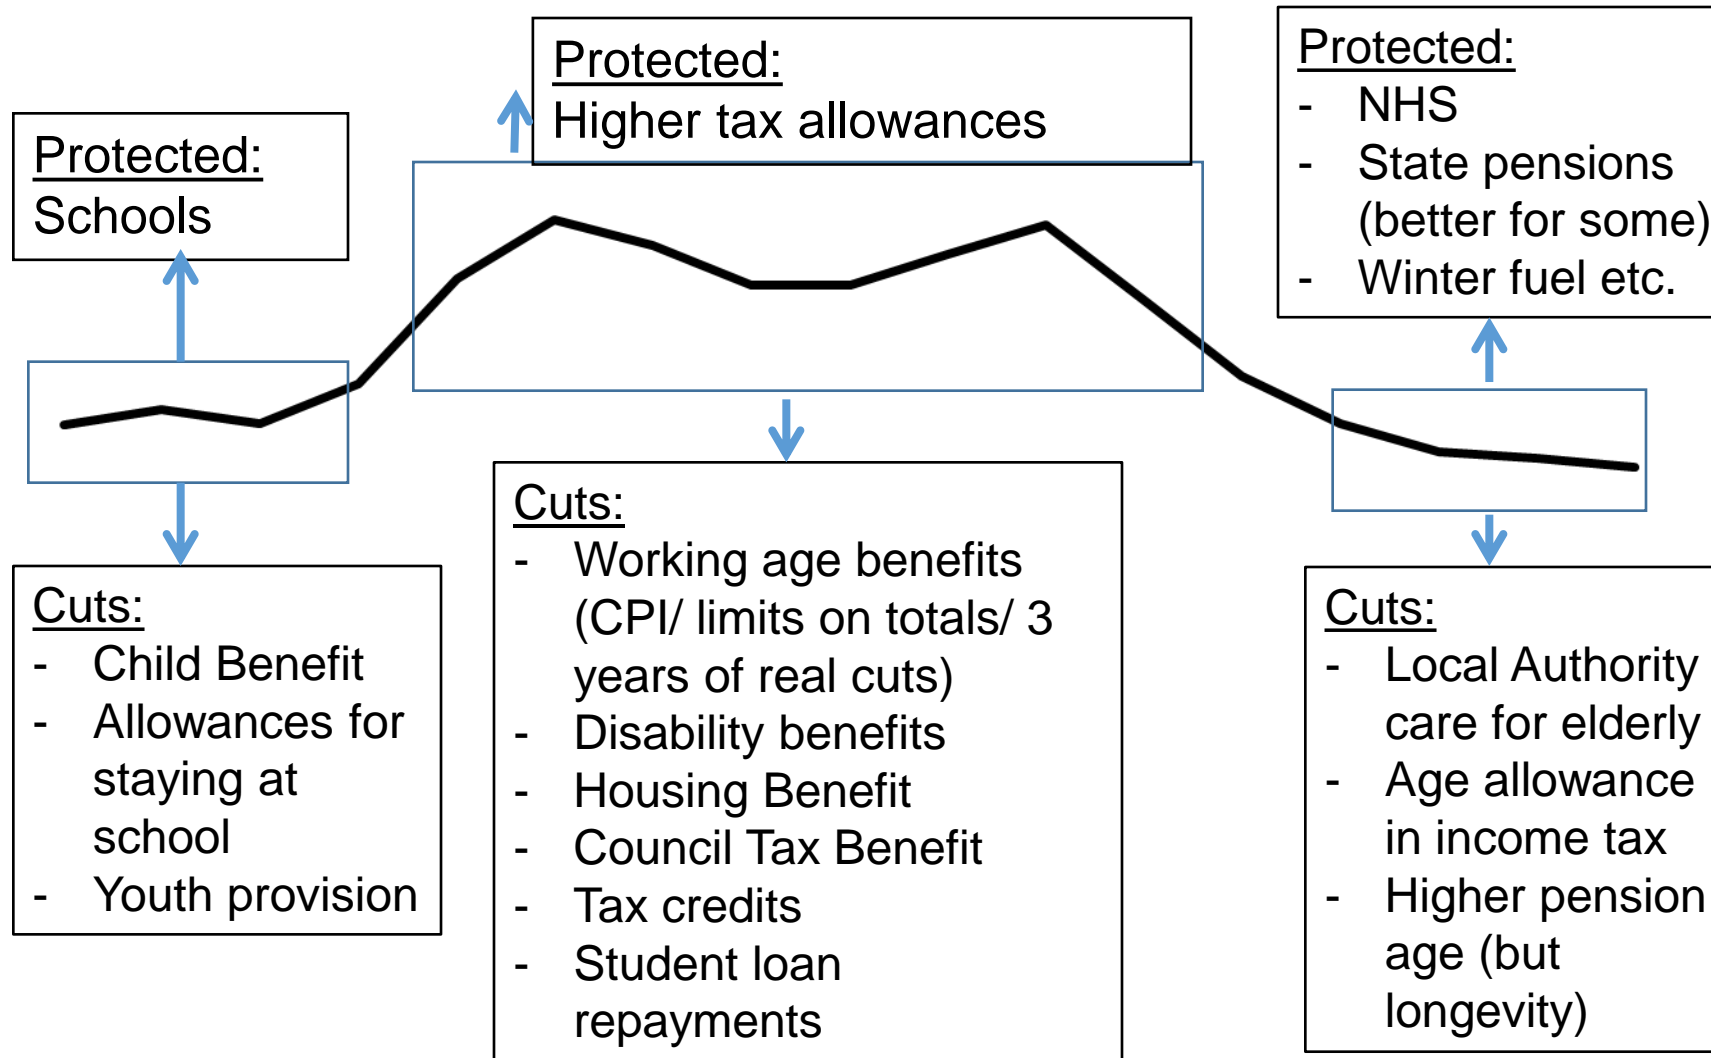 Protected:
Schools
Protected:
Higher tax allowances
Protected:
- NHS
- State pensions
(better for some)
- Winter fuel etc.
Cuts:
- Child Benefit
- Allowances for
staying at
school
- Youth provision
Cuts:
- Working age benefits
(CPI/ limits on totals/ 3
years of real cuts)
- Disability benefits
- Housing Benefit
- Council Tax Benefit
- Tax credits
- Student loan
repayments
Cuts:
- Local Authority
care for elderly
- Age allowance
in income tax
- Higher pension
age (but
longevity)